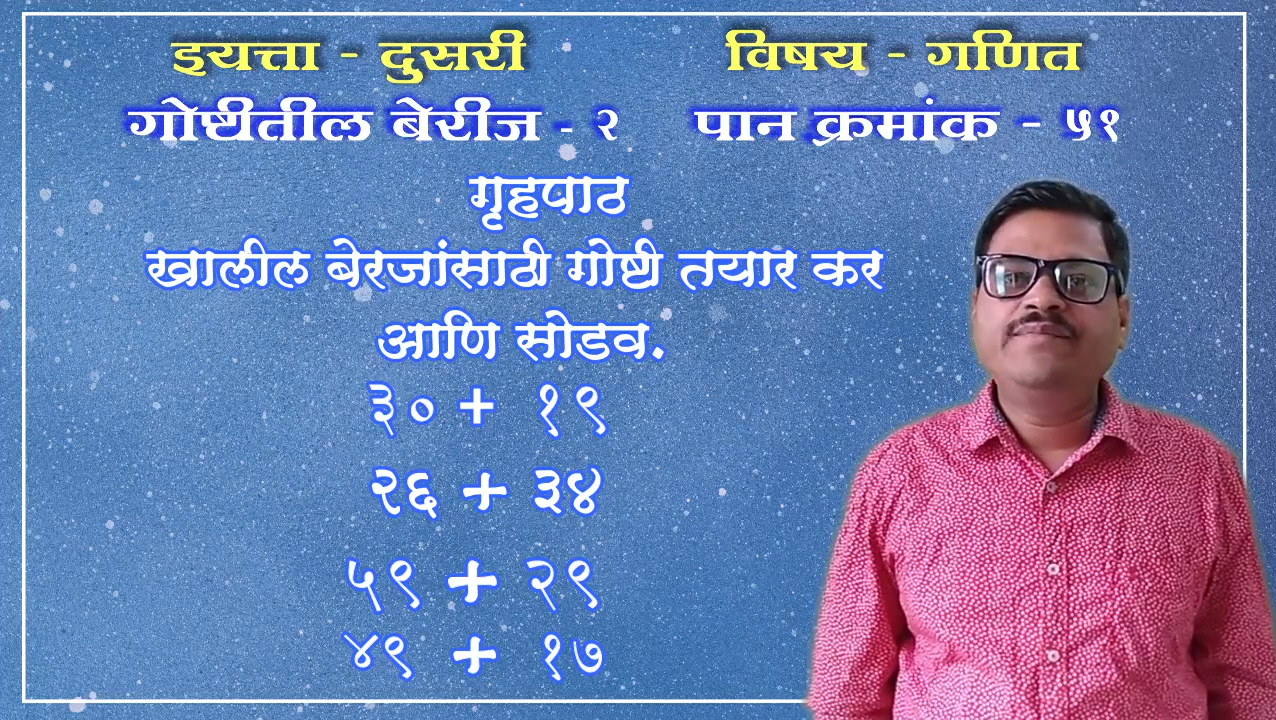 इयत्ता - दुसरी विषय - गणित
गोष्टीतील बेरीज - २ पान क्रमांक - ५१
गृहपाठ
खालील बेरजांसाठी गोष्टी तयार कर
आणि सोडव.
३० + १९
२६ + ३४
५९ + २९
४९ + १७